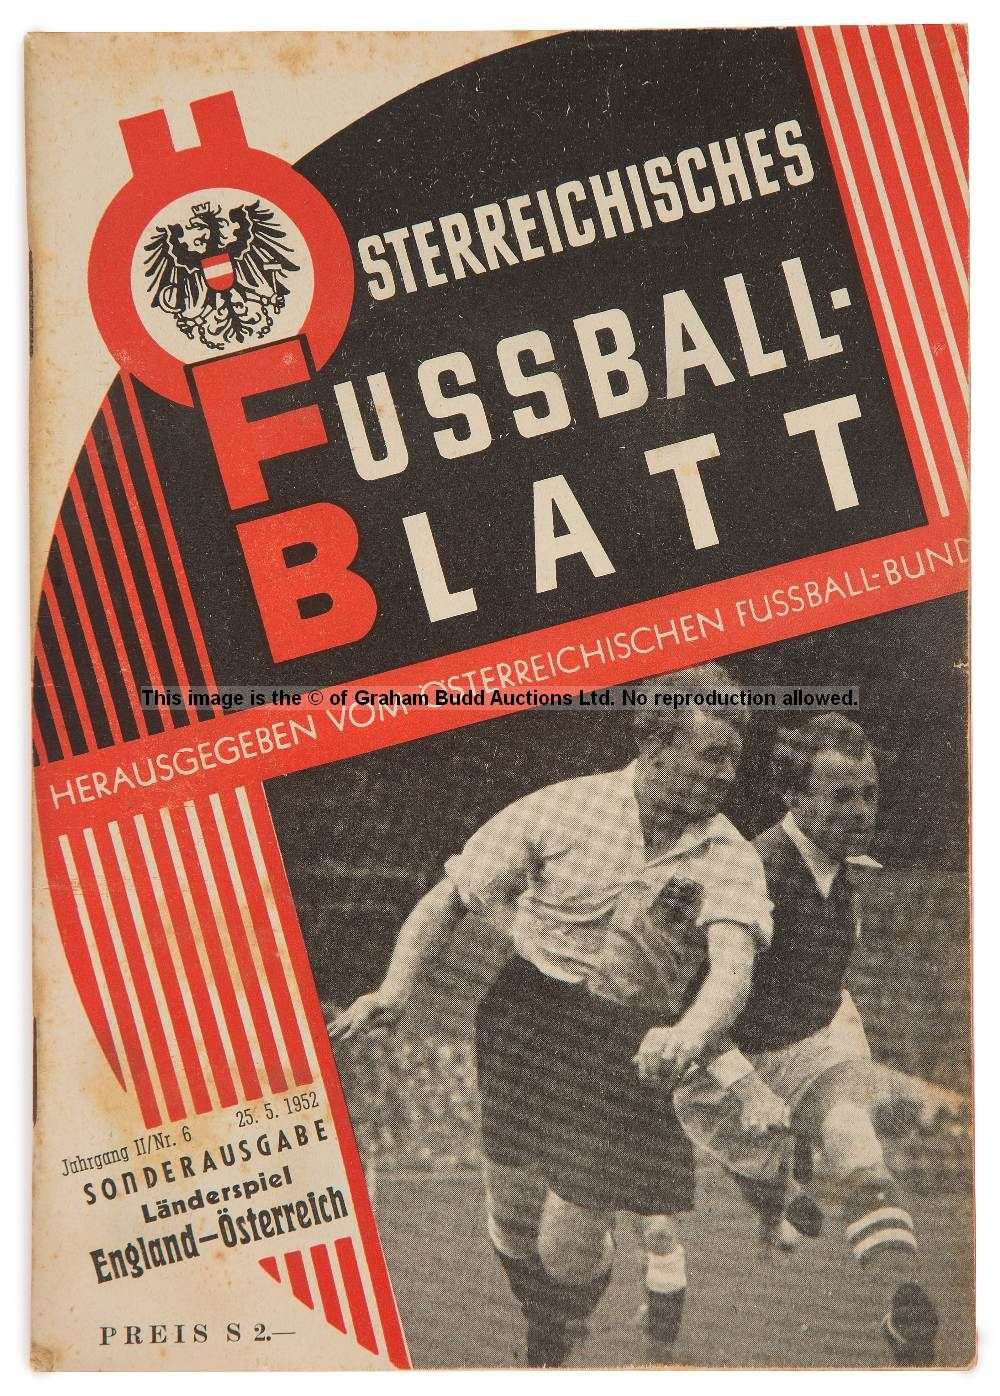 ÖSTERREICHISCHES
FUSSBALL-
BLATT
HERAUSGEGEBEN VOM ÖSTERREICHISCHEN FUSSBALL-BUND
This image is the © of Graham Budd Auctions Ltd. No reproduction allowed.
Jahrgang II/Nr. 6 25. 5. 1952
SONDERAUSGABE
Länderspiel
England—Österreich
PREIS S 2.—